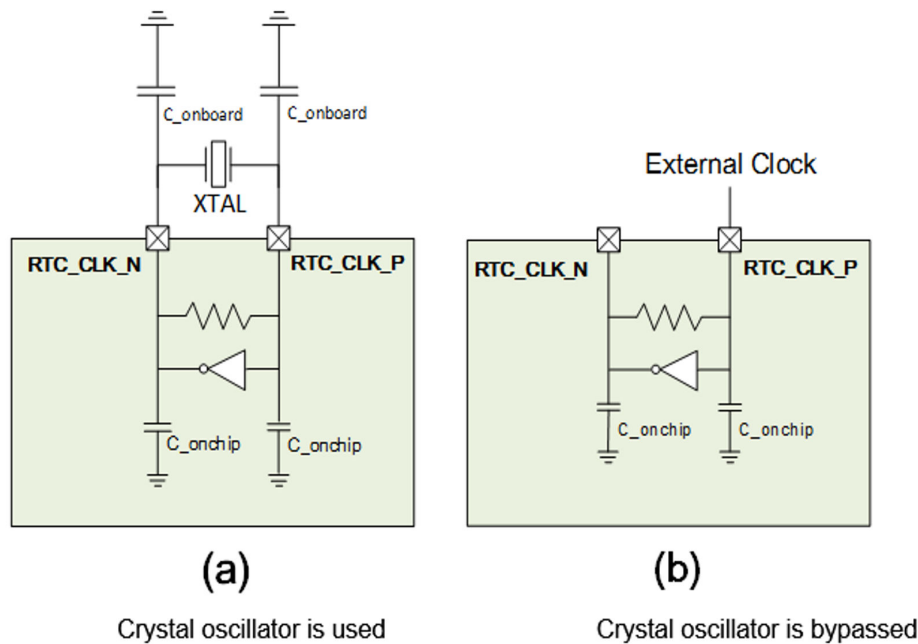 C_onboard
C_onboard
XTAL
External Clock
RTC_CLK_N
RTC_CLK_P
RTC_CLK_N
RTC_CLK_P
C_onchip
C_onchip
C_onchip
C_onchip
(a)
(b)
Crystal oscillator is used
Crystal oscillator is bypassed